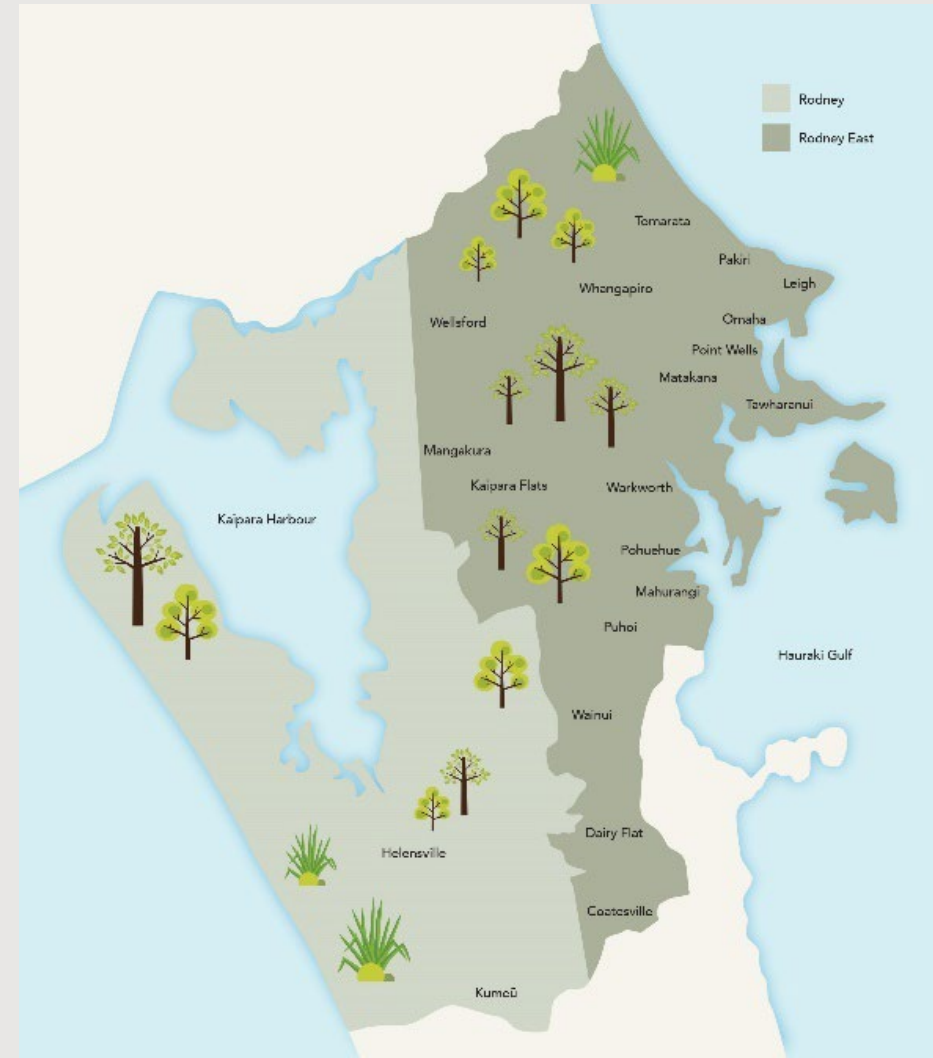 Rodney
Rodney East
Tomarata
Pakiri
Leigh
Whangapiro
Omaha
Wellsford
Point Wells
Matakana
Tawharanui
Mangakura
Kaipara Flats
Warkworth
Kaipara Harbour
Pohuehue
Mahurangi
Puhoi
Hauraki Gulf
Wainui
Dairy Flat
Helensville
Coatesville
Kumeū